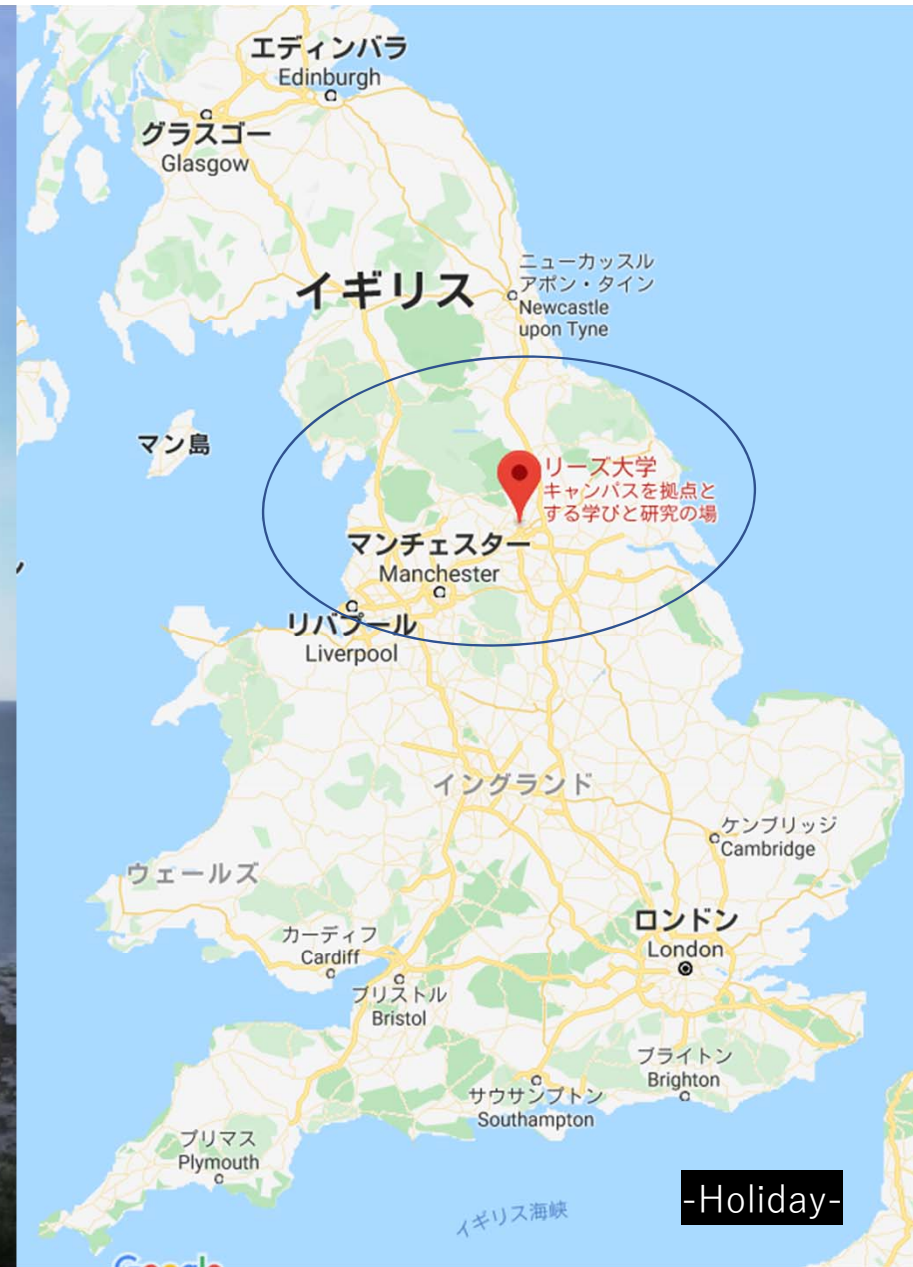 エディンバラ
Edinburgh
グラスゴー
Glasgow
ニューカッスル
アポン・タイン
Newcastle
upon Tyne
イギリス
マン島
リーズ大学
キャンパスを拠点と
する学びと研究の場
マンチェスター
Manchester
リバプール
Liverpool
イングランド
ケンブリッジ
Cambridge
ウェールズ
ロンドン
London
カーディフ
Cardiff
ブリストル
Bristol
ブライトン
Brighton
サウサンプトン
Southampton
プリマス
Plymouth
-Holiday-
イギリス海峡
Google